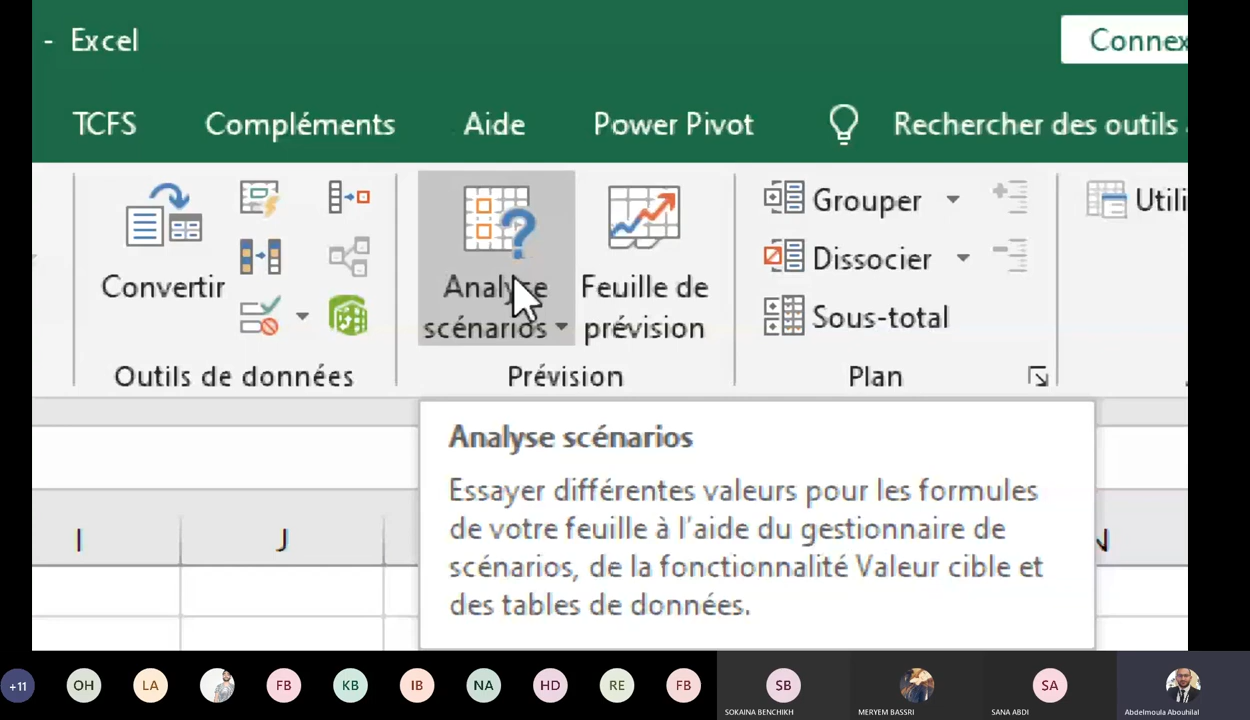 - Excel
Connex
TCFS Compléments Aide Power Pivot Rechercher des outils
Convertir
Analyse scénarios
Feuille de prévision
Grouper
Dissocier
Sous-total
Utili
Outils de données Prévision Plan
I J N
Analyse scénarios
Essayer différentes valeurs pour les formules
de votre feuille à l'aide du gestionnaire de
scénarios, de la fonctionnalité Valeur cible et
des tables de données.
+11 OH LA FB KB IB NA HD RE FB SB SA
SOKAINA BENCHIKH MERYEM BASSRI SANA ABDI Abdelmoula Abouhilal